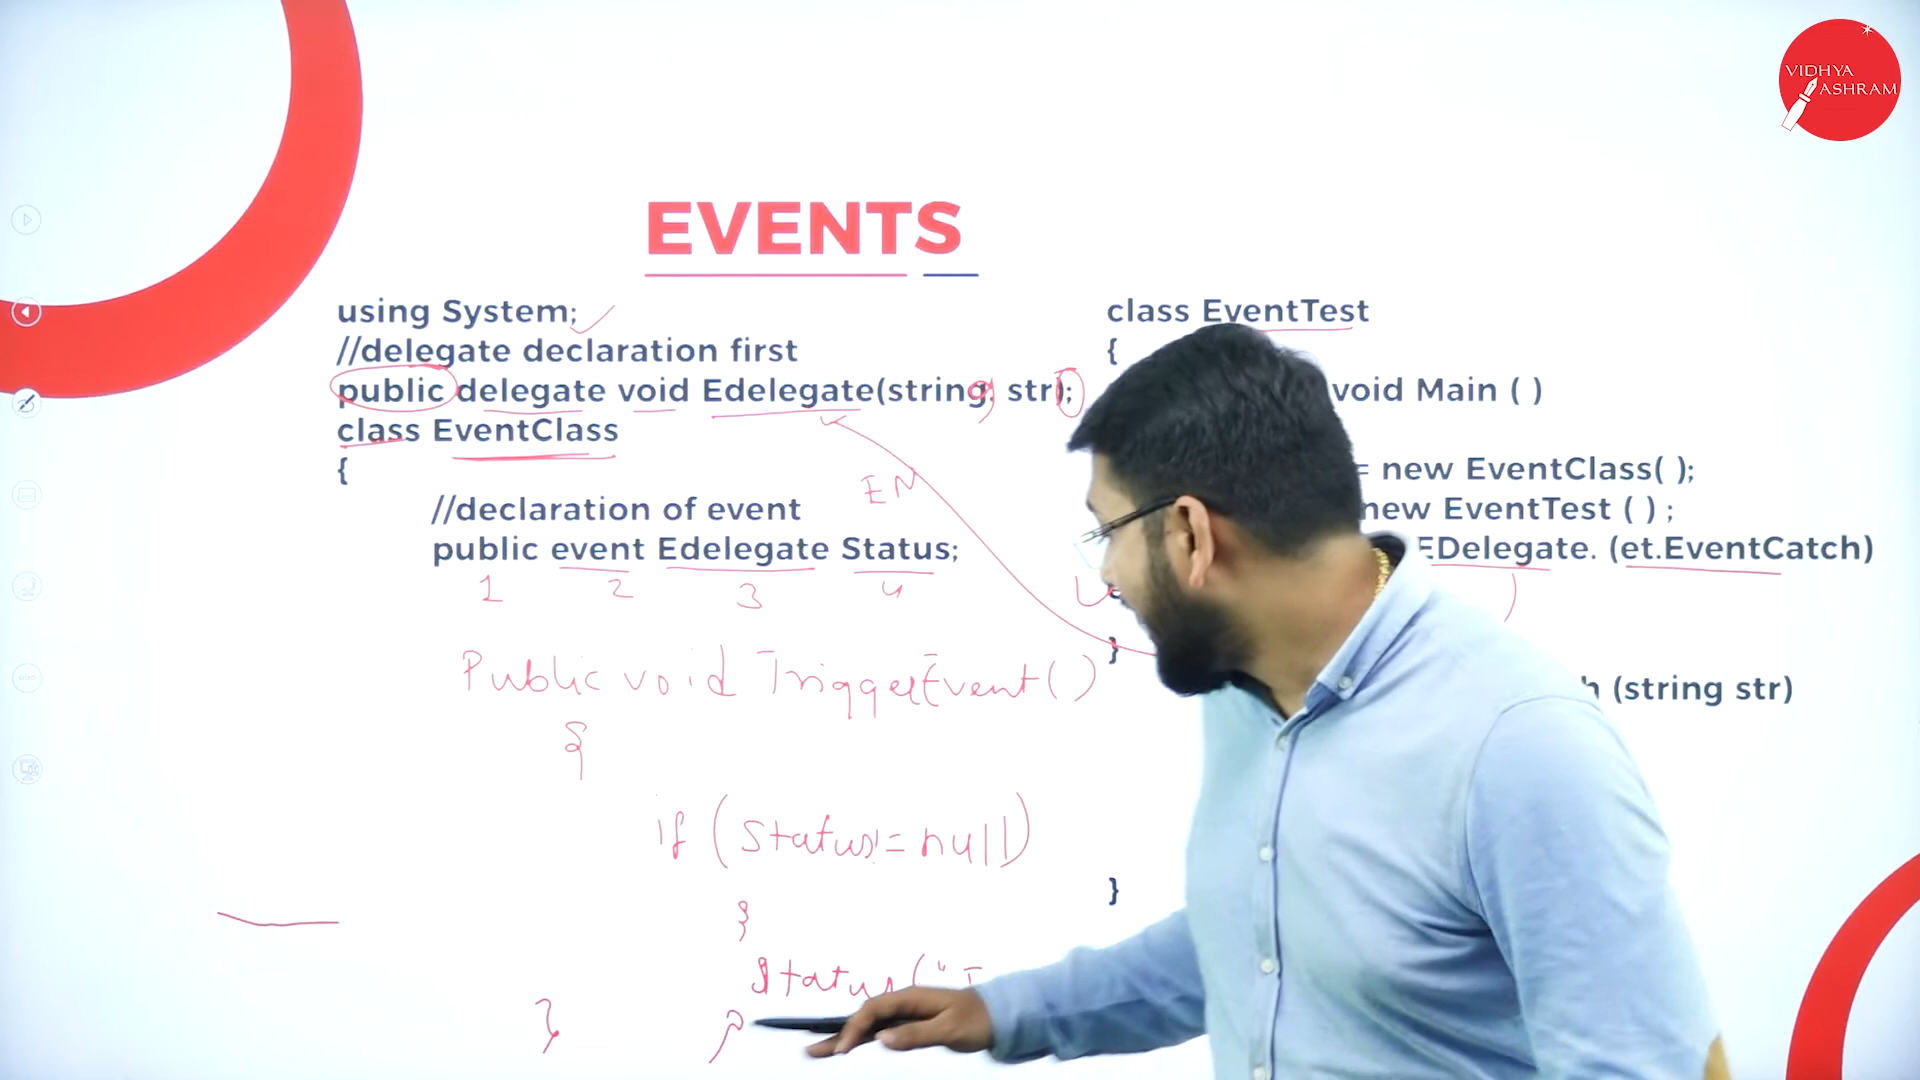 VIDHYA
ASHRAM
EVENTS
using System;
//delegate declaration first
public delegate void Edelegate(string str);
class EventClass
{
EN
//declaration of event
public event Edelegate Status;
1 2 3 4
Public void TriggerEvent()
{
if (Status!= null)
{
Status("
}
}
class EventTest
{
void Main ( )
= new EventClass( );
new EventTest ( ) ;
EDelegate. (et.EventCatch)
}
h (string str)
}